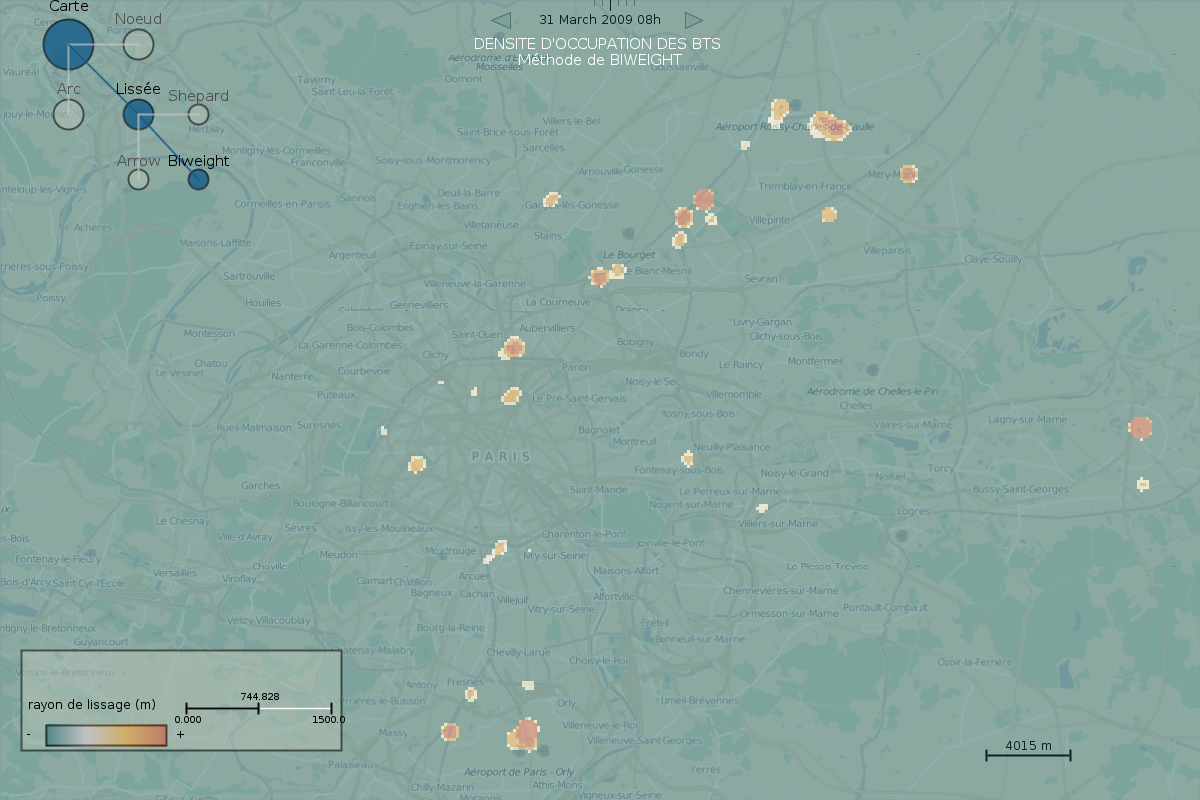 Carte
Noeud
31 March 2009 08h
DENSITE D'OCCUPATION DES BTS
Méthode de BIWEIGHT
Moisselles
Domont
Vauréal
Taverny
Saint-Leu-la-Forêt
Arc
Lissée
Shepard
Herblay
Villiers-le-Bel
Aéroport Roissy-Charles-de-Gaulle
Saint-Brice-sous-Forêt
Sarcelles
Montigny-lès-Cormeilles
Franconville
Soisy-sous-Montmorency
Arrow
Biweight
Arnouville
Gonesse
Mitry-Mory
Tremblay-en-France
Deuil-la-Barre
Sannois
Cormeilles-en-Parisis
Enghien-les-Bains
Garges-lès-Gonesse
Achères
Villetaneuse
Villepinte
Stains
Maisons-Laffitte
Épinay-sur-Seine
Villeparisis
Argenteuil
Le Bourget
Claye-Souilly
Le Blanc-Mesnil
Sartrouville
Villeneuve-la-Garenne
Sevran
Poissy
Houilles
Gennevilliers
La Courneuve
Drancy
Colombes
Bois-Colombes
Aubervilliers
Livry-Gargan
Montesson
Saint-Ouen
Clichy-sous-Bois
La Garenne-Colombes
Bobigny
Clichy
Bondy
Chatou
Montfermeil
Le Vésinet
Courbevoie
Pantin
Le Raincy
Nanterre
Noisy-le-Sec
Puteaux
Le Pré-Saint-Gervais
Villemomble
Aérodrome de Chelles-le-Pin
Chelles
Rosny-sous-Bois
Lagny-sur-Marne
Rueil-Malmaison
Suresnes
Bagnolet
Vaires-sur-Marne
Montreuil
Neuilly-Plaisance
PARIS
Fontenay-sous-Bois
Noisy-le-Grand
Torcy
Noisiel
Garches
Saint-Mandé
Le Perreux-sur-Marne
Bussy-Saint-Georges
Boulogne-Billancourt
Nogent-sur-Marne
Lognes
Le Chesnay
Sèvres
Issy-les-Moulineaux
Villiers-sur-Marne
Ville-d'Avray
Charenton-le-Pont
Joinville-le-Pont
Meudon
Montrouge
Ivry-sur-Seine
Fontenay-le-Fleury
Chaville
Versailles
Viroflay
Le Plessis Trévise
Maisons-Alfort
Arcueil
Bois-d'Arcy
Saint-Cyr-l'École
Clamart
Châtillon
Bagneux
Cachan
Chennevières-sur-Marne
Villejuif
Alfortville
Vitry-sur-Seine
Pontault-Combault
Ormesson-sur-Marne
Vélizy-Villacoublay
Créteil
Bourg-la-Reine
Bonneuil-sur-Marne
Guyancourt
Châtenay-Malabry
Chevilly-Larue
Choisy-le-Roi
Ozoir-la-Ferrière
Voisins-le-Bretonneux
Antony
Fresnes
rayon de lissage (m)
744.828
0.000
1500.0
-
+
Orly
Limeil-Brévannes
Villeneuve-le-Roi
Massy
Villeneuve-Saint-Georges
4015 m
Palaiseau
Aéroport de Paris - Orly
Yerres
Athis-Mons
Chilly-Mazarin
Morangis
Vigneux-sur-Seine
Gif-sur-Yvette